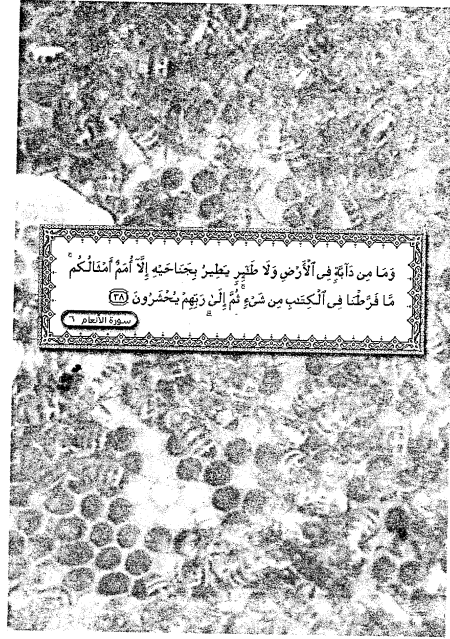 وَمَا مِن دَآبَّةٍ فِى ٱلْأَرْضِ وَلَا طَـٰٓئِرٍ يَطِيرُ بِجَنَاحَيْهِ إِلَّآ أُمَمٌ أَمْثَالُكُم ۚ
مَّا فَرَّطْنَا فِى ٱلْكِتَـٰبِ مِن شَىْءٍ ۚ ثُمَّ إِلَىٰ رَبِّهِمْ يُحْشَرُونَ ﴿٣٨﴾
سورة الأنعام ٦